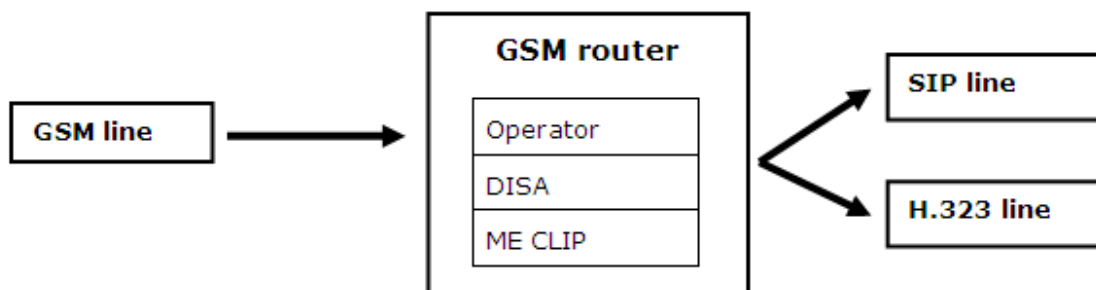 GSM router
GSM line
Operator
DISA
ME CLIP
SIP line
H.323 line